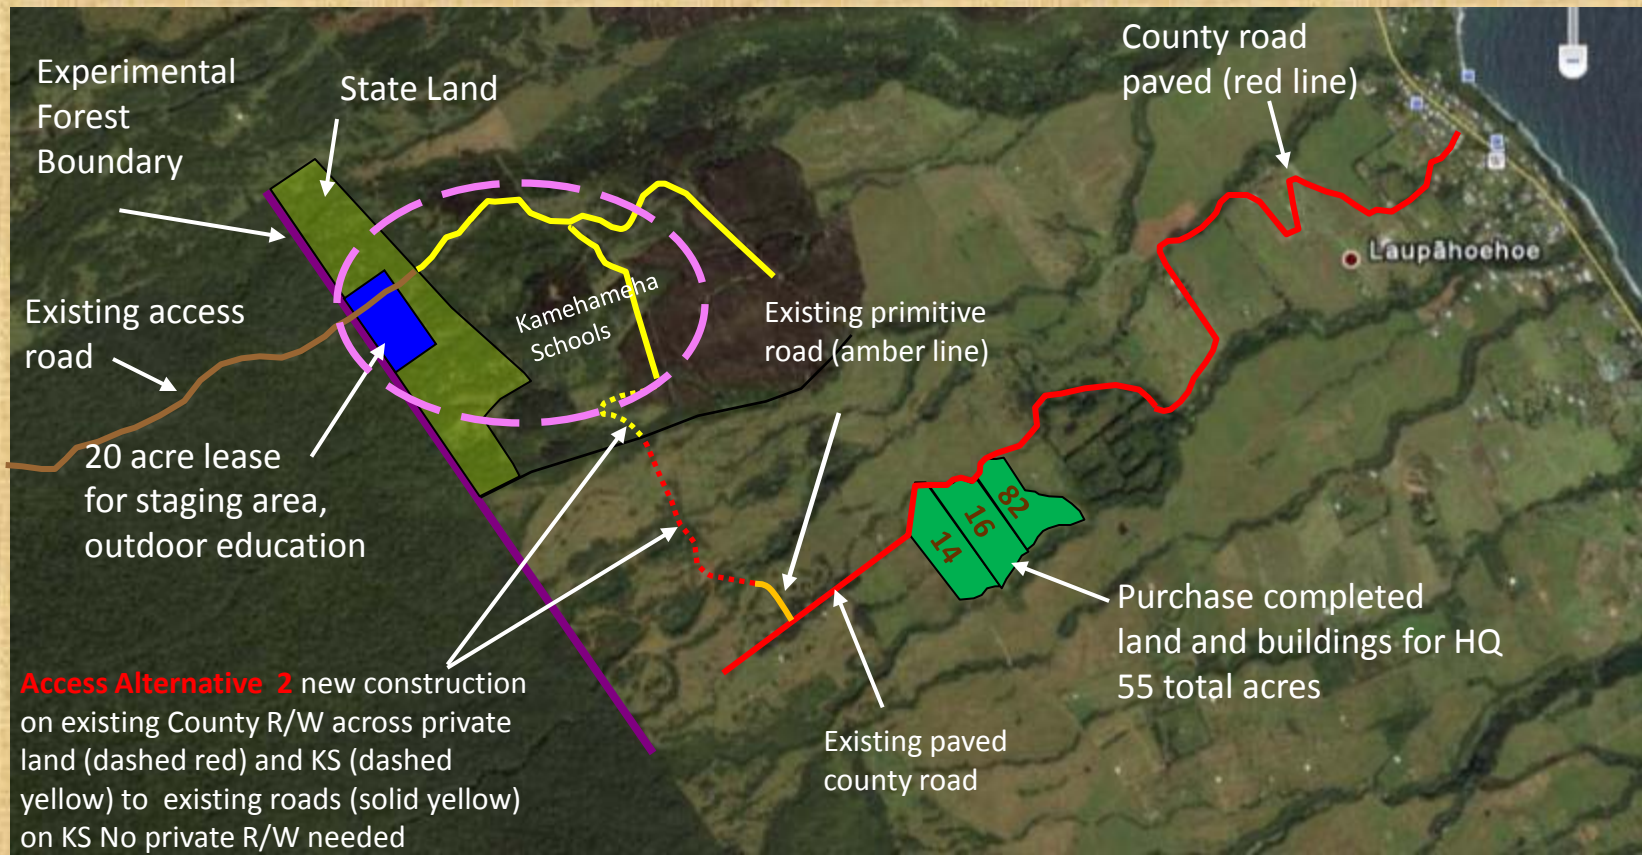 Experimental
Forest
Boundary
State Land
County road
paved (red line)
Laupāhoehoe
Existing access
road
Kamehameha
Schools
Existing primitive
road (amber line)
20 acre lease
for staging area,
outdoor education
82
16
14
Purchase completed
land and buildings for HQ
55 total acres
Access Alternative 2 new construction
on existing County R/W across private
land (dashed red) and KS (dashed
yellow) to existing roads (solid yellow)
on KS No private R/W needed
Existing paved
county road